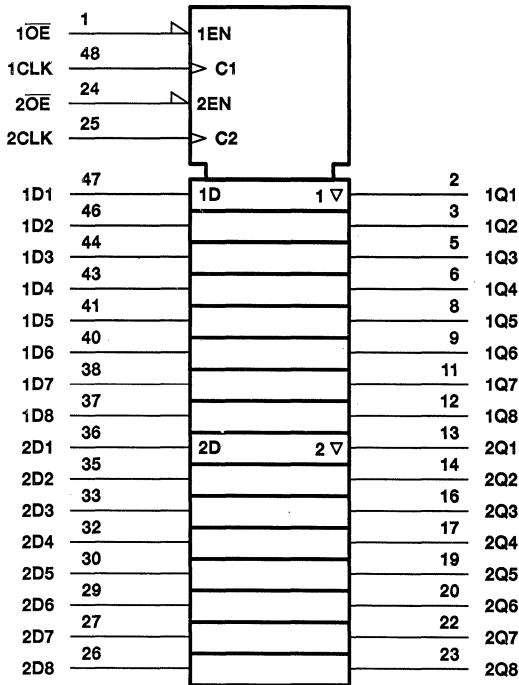 1O̅E̅ 1 1EN
1CLK 48 C1
2O̅E̅ 24 2EN
2CLK 25 C2
1D1 47 1D 1 ▽ 2 1Q1
1D2 46 3 1Q2
1D3 44 5 1Q3
1D4 43 6 1Q4
1D5 41 8 1Q5
1D6 40 9 1Q6
1D7 38 11 1Q7
1D8 37 12 1Q8
2D1 36 2D 2 ▽ 13 2Q1
2D2 35 14 2Q2
2D3 33 16 2Q3
2D4 32 17 2Q4
2D5 30 19 2Q5
2D6 29 20 2Q6
2D7 27 22 2Q7
2D8 26 23 2Q8